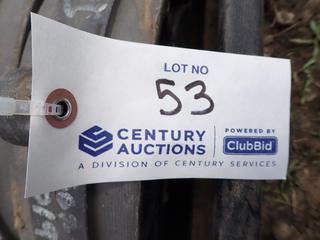 LOT NO
53
CENTURY
AUCTIONS
POWERED BY
ClubBid
A DIVISION OF CENTURY SERVICES